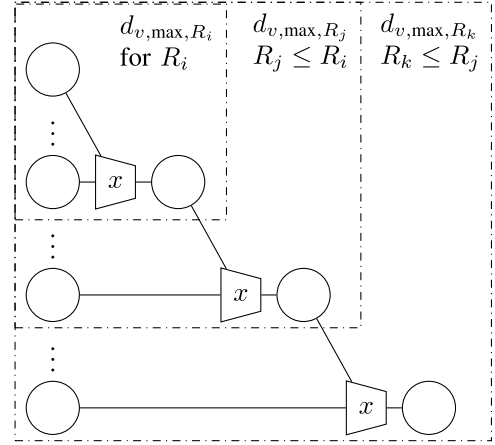 d_{v,max,R_i}
for R_i
d_{v,max,R_j}
R_j ≤ R_i
d_{v,max,R_k}
R_k ≤ R_j
⋮
x
⋮
x
⋮
x